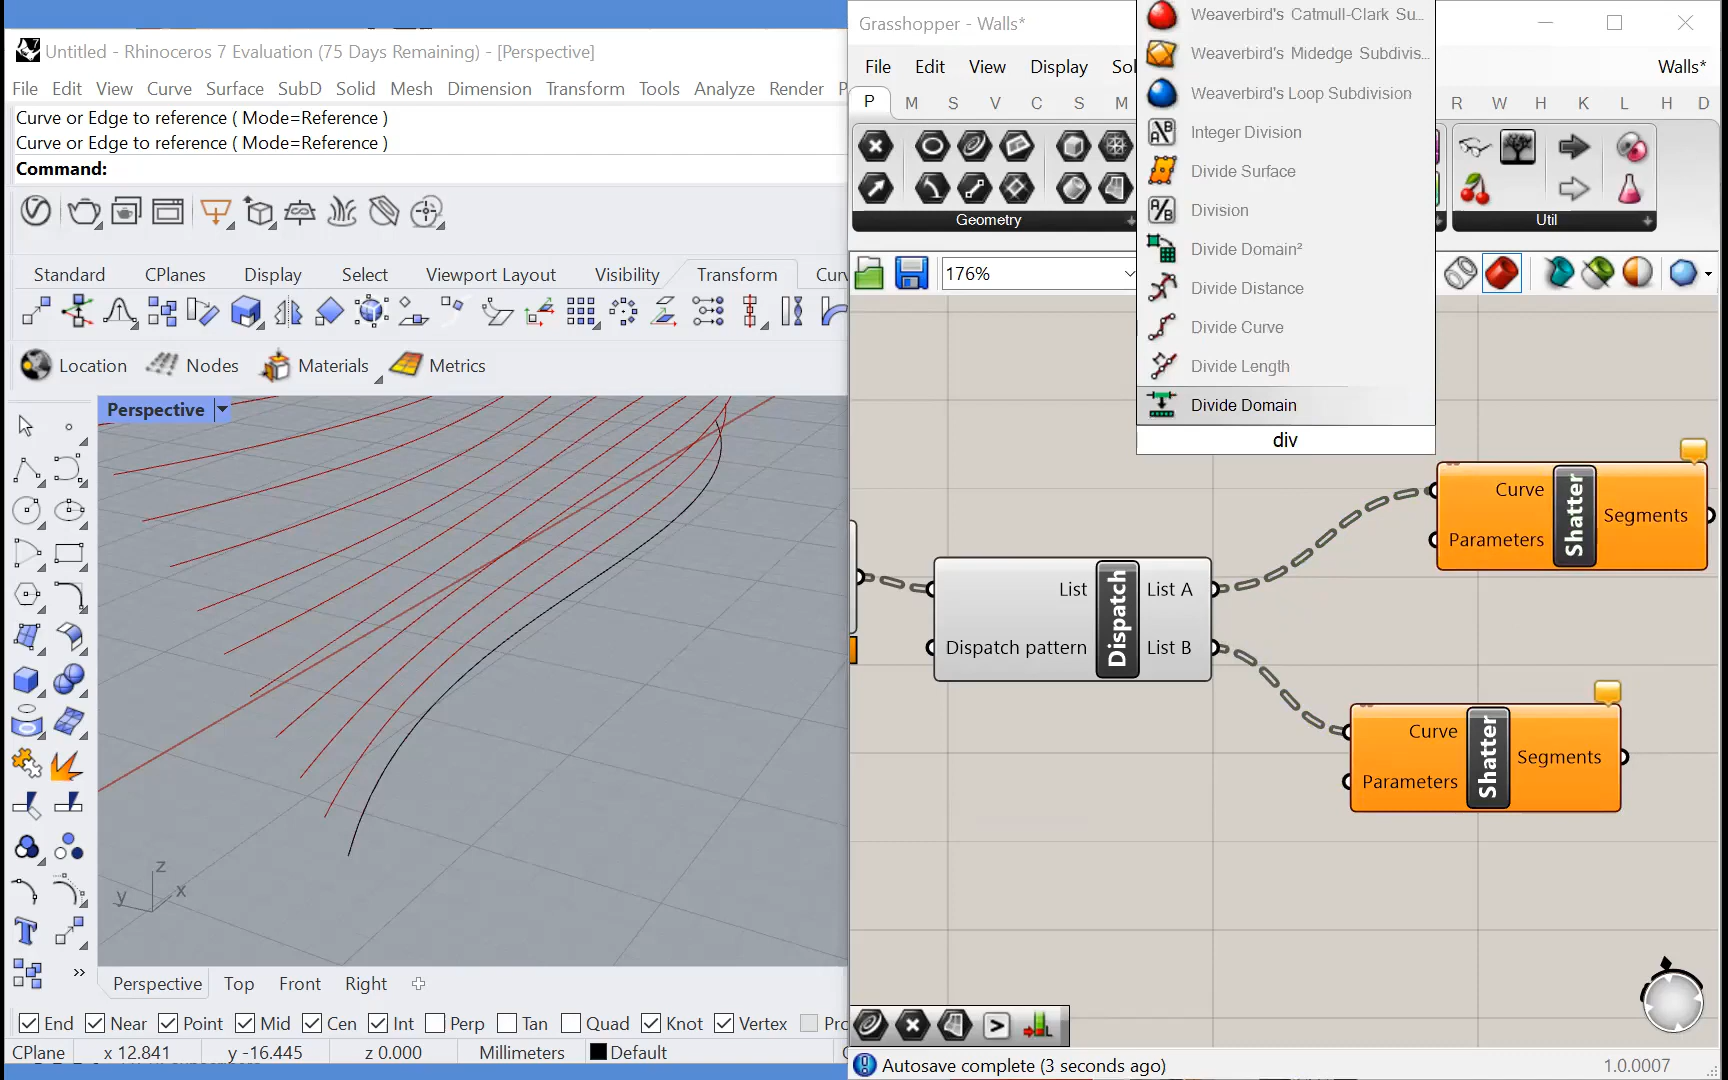 Untitled - Rhinoceros 7 Evaluation (75 Days Remaining) - [Perspective]
File Edit View Curve Surface SubD Solid Mesh Dimension Transform Tools Analyze Render
Curve or Edge to reference ( Mode=Reference )
Curve or Edge to reference ( Mode=Reference )
Command:
Standard CPlanes Display Select Viewport Layout Visibility Transform Curv
Location Nodes Materials Metrics
Perspective
z
y x
Perspective Top Front Right
End Near Point Mid Cen Int Perp Tan Quad Knot Vertex Pro
CPlane x 12.841 y -16.445 z 0.000 Millimeters Default
Grasshopper - Walls*
File Edit View Display Sol Walls*
P M S V C S M R W H K L H D
Geometry Util
176%
Weaverbird's Catmull-Clark Su...
Weaverbird's Midedge Subdivis...
Weaverbird's Loop Subdivision
A\B Integer Division
Divide Surface
A/B Division
Divide Domain²
Divide Distance
Divide Curve
Divide Length
Divide Domain
div
Curve
Parameters
Shatter
Segments
List
Dispatch pattern
Dispatch
List A
List B
Curve
Parameters
Shatter
Segments
Autosave complete (3 seconds ago) 1.0.0007